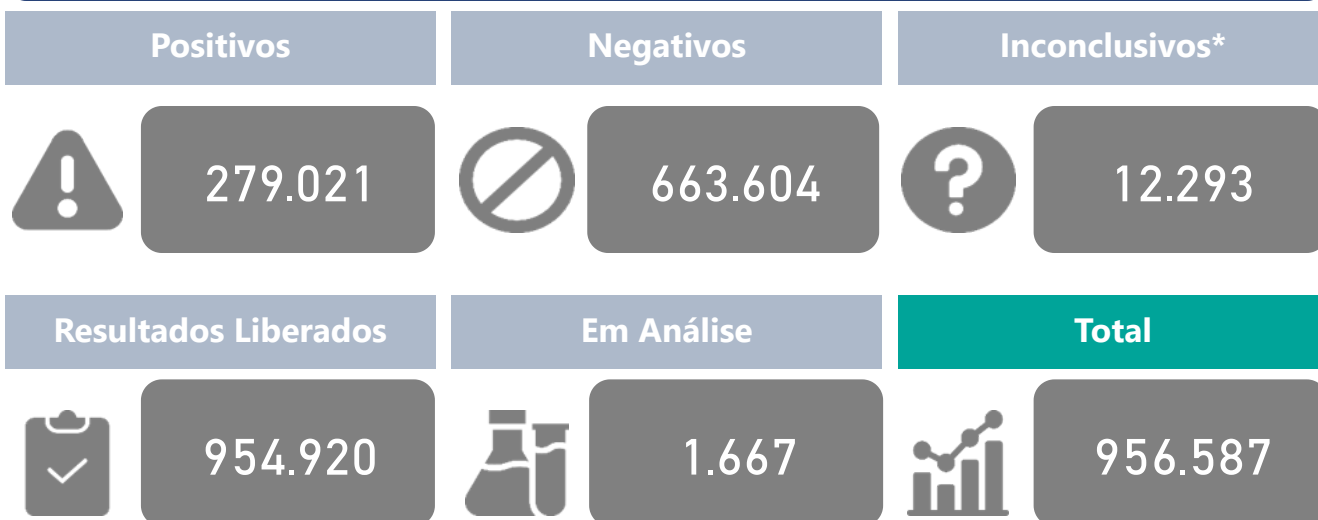 Positivos
Negativos
Inconclusivos*
279.021
663.604
12.293
Resultados Liberados
Em Análise
Total
954.920
1.667
956.587